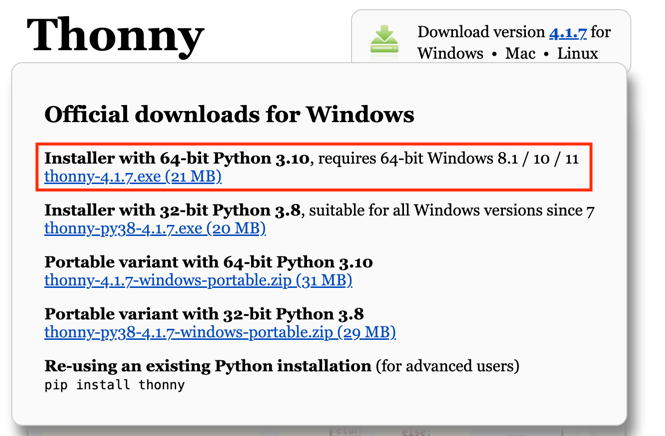 Thonny
Download version 4.1.7 for
Windows • Mac • Linux
Official downloads for Windows
Installer with 64-bit Python 3.10, requires 64-bit Windows 8.1 / 10 / 11
thonny-4.1.7.exe (21 MB)
Installer with 32-bit Python 3.8, suitable for all Windows versions since 7
thonny-py38-4.1.7.exe (20 MB)
Portable variant with 64-bit Python 3.10
thonny-4.1.7-windows-portable.zip (31 MB)
Portable variant with 32-bit Python 3.8
thonny-py38-4.1.7-windows-portable.zip (29 MB)
Re-using an existing Python installation (for advanced users)
pip install thonny